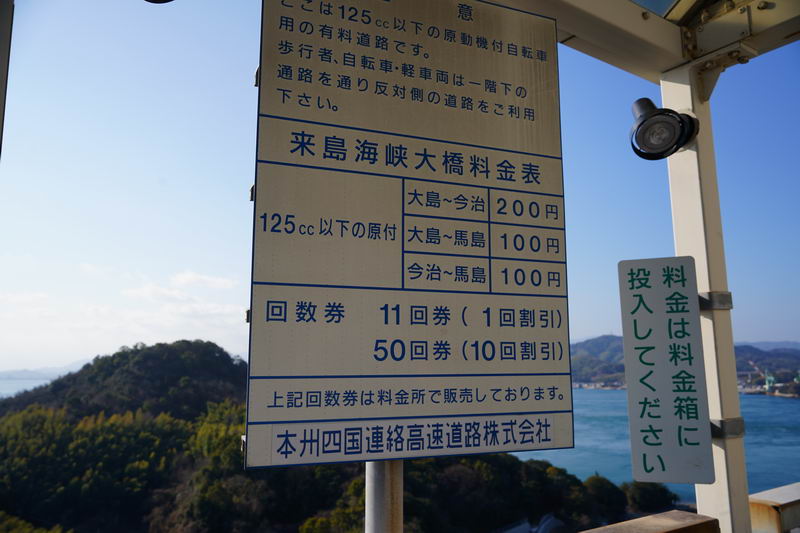 意
ここは125cc以下の原動機付自転車
用の有料道路です。
歩行者、自転車・軽車両は一階下の
通路を通り反対側の道路をご利用
下さい。
来島海峡大橋料金表
125cc以下の原付
大島~今治 200円
大島~馬島 100円
今治~馬島 100円
回数券 11回券(1回割引)
50回券(10回割引)
上記回数券は料金所で販売しております。
本州四国連絡高速道路株式会社
料金は料金箱に
投入してください